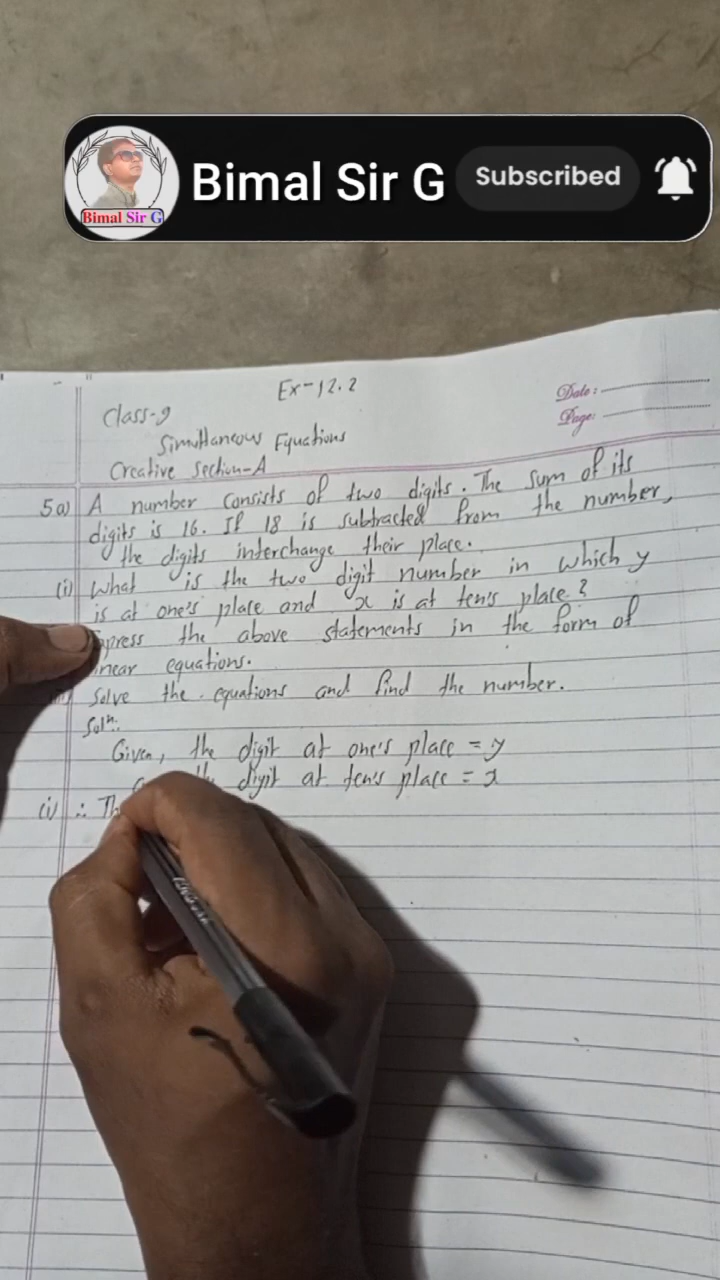 Bimal Sir G
Bimal Sir G Subscribed
Ex-12.2
Date:
Page:
Class-9
Simultaneous Equations
Creative Section-A
5a) A number consists of two digits. The sum of its
digits is 16. If 18 is subtracted from the number,
the digits interchange their place.
(i) What is the two digit number in which y
is at one's place and x is at ten's place?
the above statements in the form of
equations.
Solve the equations and find the number.
Solⁿ:
Given, the digit at one's place = y
the digit at ten's place = x
(i) ∴ Th